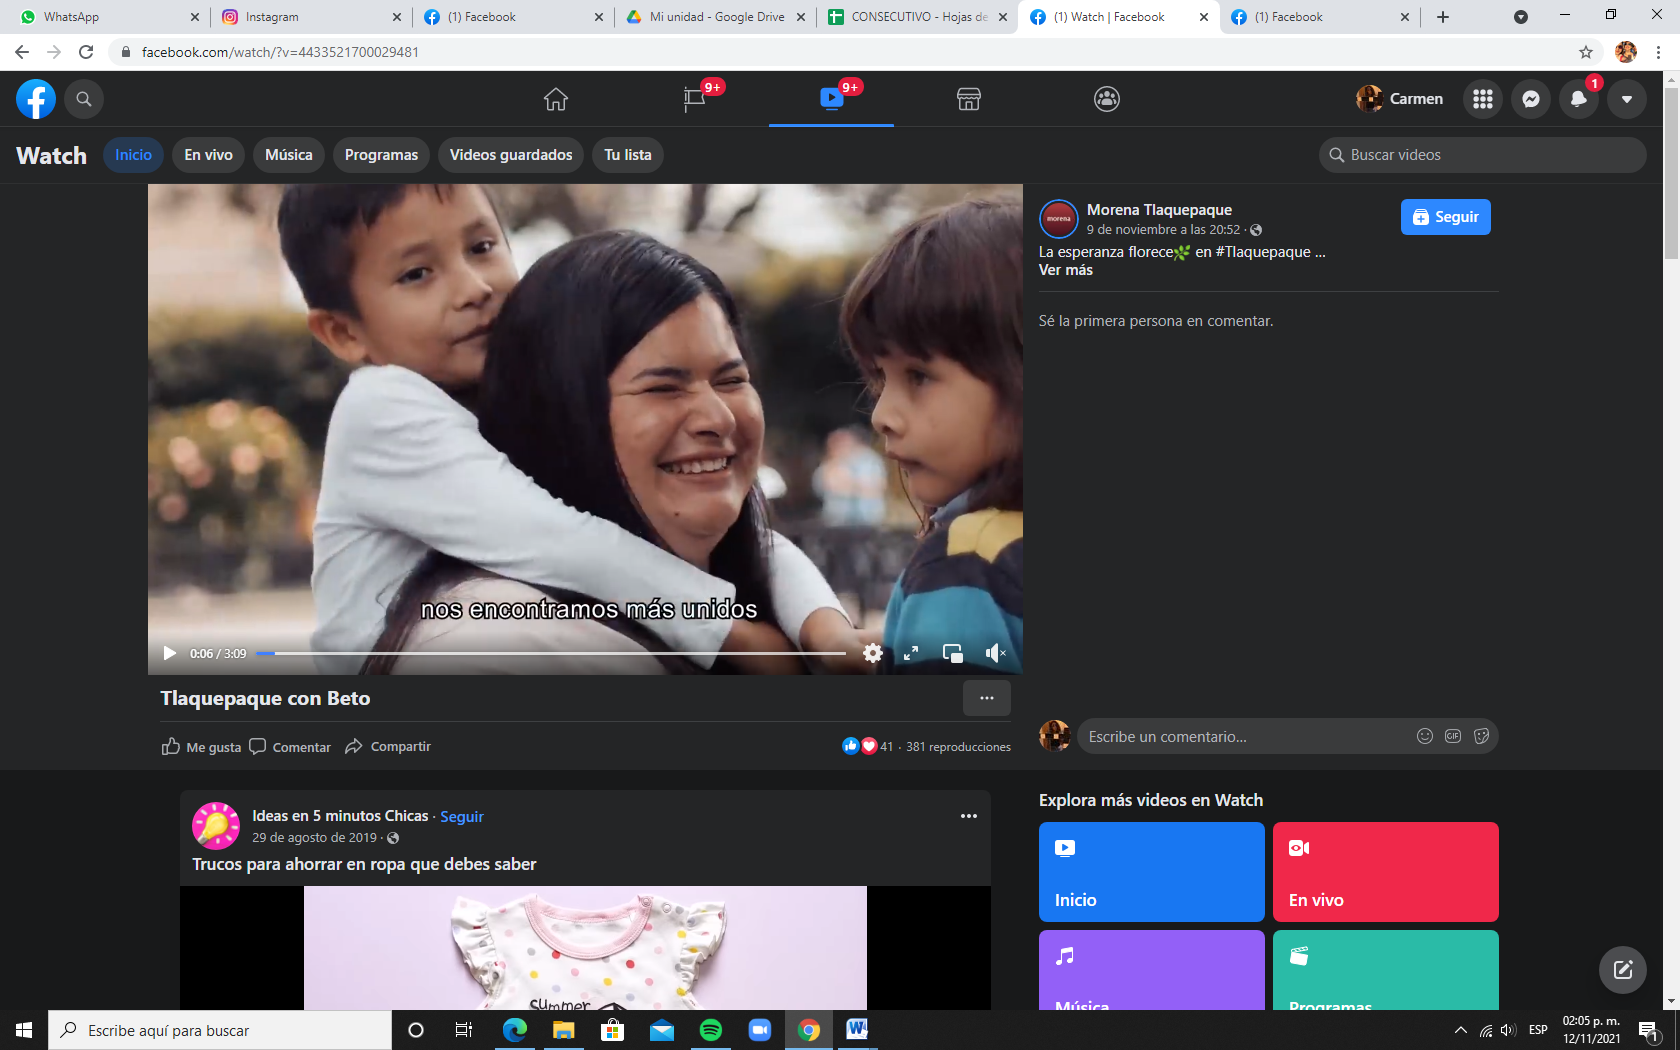 WhatsApp
Instagram
(1) Facebook
Mi unidad - Google Drive
CONSECUTIVO - Hojas de
(1) Watch | Facebook
(1) Facebook
facebook.com/watch/?v=4433521700029481
9+
9+
Carmen
1
Watch
Inicio
En vivo
Música
Programas
Videos guardados
Tu lista
Buscar videos
morena
Morena Tlaquepaque
9 de noviembre a las 20:52 ·
Seguir
La esperanza florece🌿 en #Tlaquepaque ...
Ver más
Sé la primera persona en comentar.
nos encontramos más unidos
0:06 / 3:09
Tlaquepaque con Beto
Me gusta
Comentar
Compartir
41 · 381 reproducciones
Escribe un comentario...
GIF
Ideas en 5 minutos Chicas · Seguir
29 de agosto de 2019 ·
Trucos para ahorrar en ropa que debes saber
Summer
Explora más videos en Watch
Inicio
En vivo
Música
Programas
Escribe aquí para buscar
ESP
02:05 p. m.
12/11/2021
1